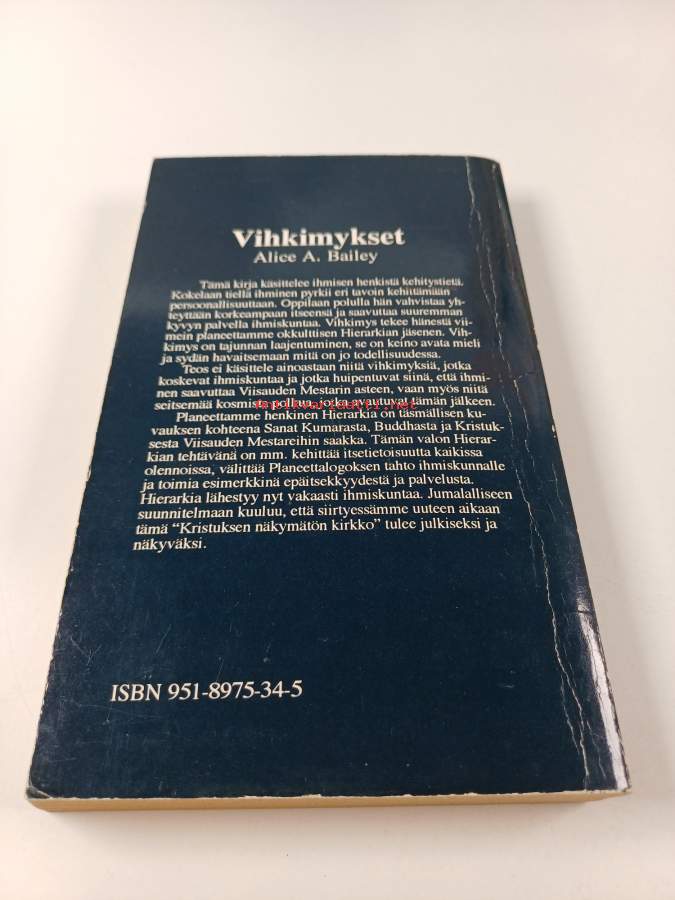 Vihkimykset
Alice A. Bailey
Tämä kirja käsittelee ihmisen henkistä kehitystietä.
Kokelaan tiellä ihminen pyrkii eri tavoin kehittämään
persoonallisuuttaan. Oppilaan polulla hän vahvistaa yh-
teyttään korkeampaan itseensä ja saavuttaa suuremman
kyvyn palvella ihmiskuntaa. Vihkimys tekee hänestä vii-
mein planeettamme okkulttisen Hierarkian jäsenen. Vih-
kimys on tajunnan laajentuminen, se on keino avata mieli
ja sydän havaitsemaan mitä on jo todellisuudessa.
Teos ei käsittele ainoastaan niitä vihkimyksiä, jotka
koskevat ihmiskuntaa ja jotka huipentuvat siinä, että ihmi-
nen saavuttaa Viisauden Mestarin asteen, vaan myös niitä
seitsemää kosmista polkua, jotka avautuvat tämän jälkeen.
antikvariaatti.net
Planeettamme henkinen Hierarkia on täsmällisen ku-
vauksen kohteena Sanat Kumarasta, Buddhasta ja Kristuk-
sesta Viisauden Mestareihin saakka. Tämän valon Hierar-
kian tehtävänä on mm. kehittää itsetietoisuutta kaikissa
olennoissa, välittää Planeettalogoksen tahto ihmiskunnalle
ja toimia esimerkkinä epäitsekkyydestä ja palvelusta.
Hierarkia lähestyy nyt vakaasti ihmiskuntaa. Jumalalliseen
suunnitelmaan kuuluu, että siirtyessämme uuteen aikaan
tämä “Kristuksen näkymätön kirkko” tulee julkiseksi ja
näkyväksi.
ISBN 951-8975-34-5